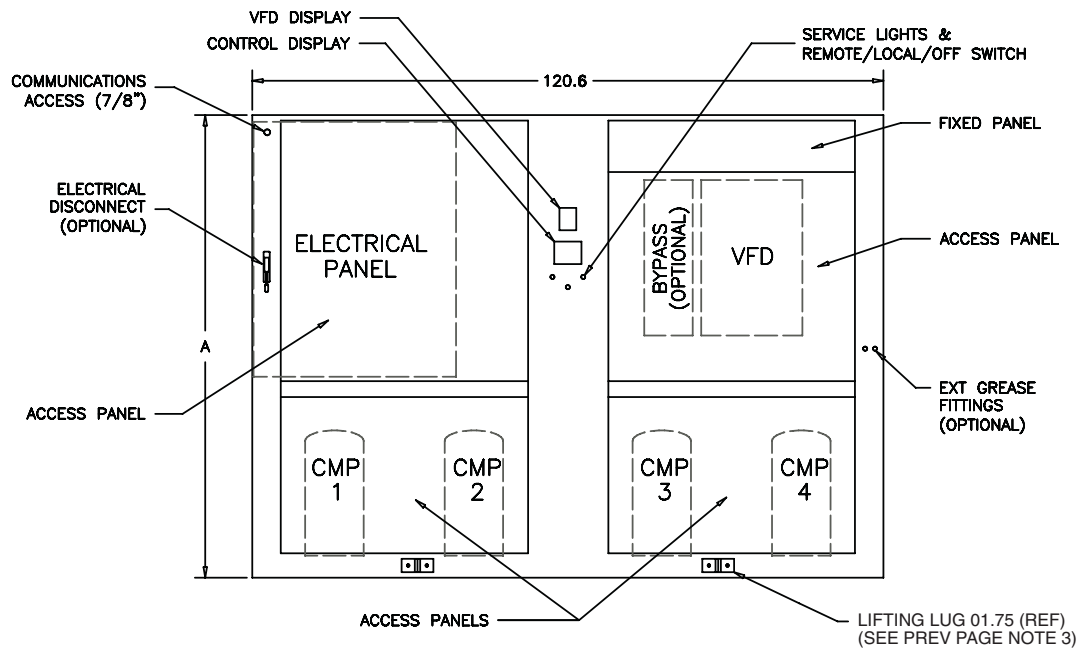 VFD DISPLAY
CONTROL DISPLAY
SERVICE LIGHTS &
REMOTE/LOCAL/OFF SWITCH
COMMUNICATIONS
ACCESS (7/8")
120.6
FIXED PANEL
ELECTRICAL
DISCONNECT
(OPTIONAL)
ELECTRICAL
PANEL
BYPASS
(OPTIONAL)
VFD
ACCESS PANEL
A
ACCESS PANEL
EXT GREASE
FITTINGS
(OPTIONAL)
CMP
1
CMP
2
CMP
3
CMP
4
ACCESS PANELS
LIFTING LUG 01.75 (REF)
(SEE PREV PAGE NOTE 3)